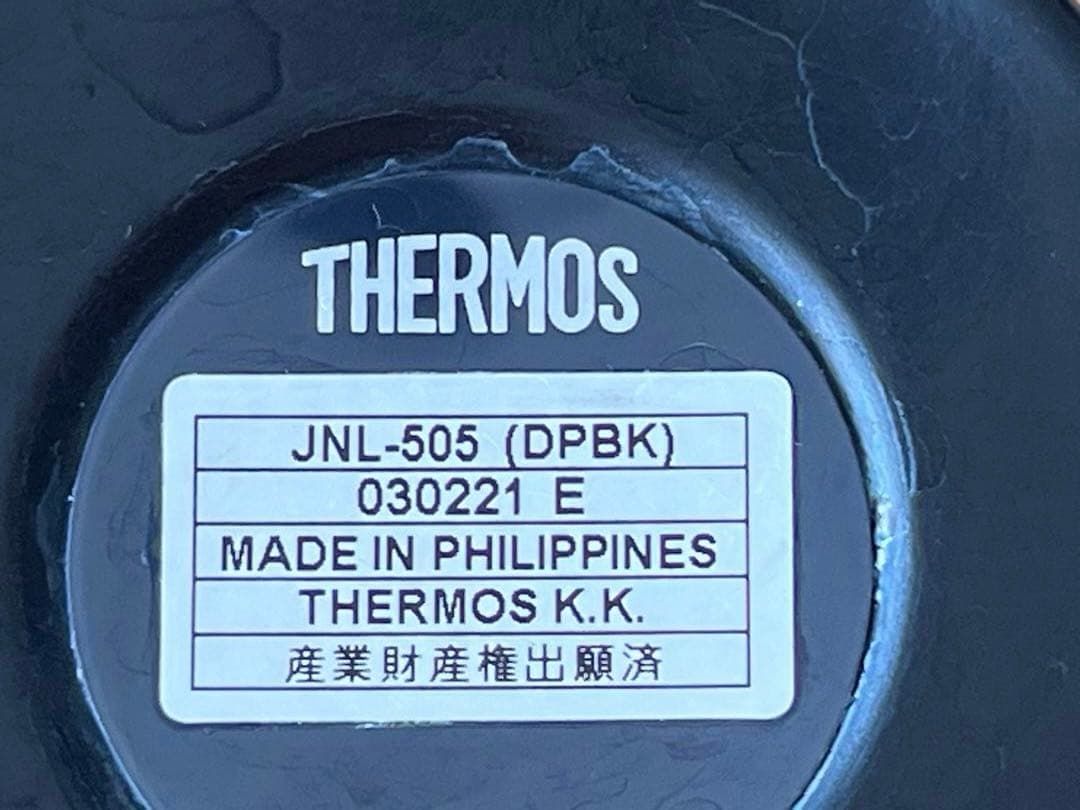 THERMOS
JNL-505 (DPBK)
030221 E
MADE IN PHILIPPINES
THERMOS K.K.
産業財産権出願済